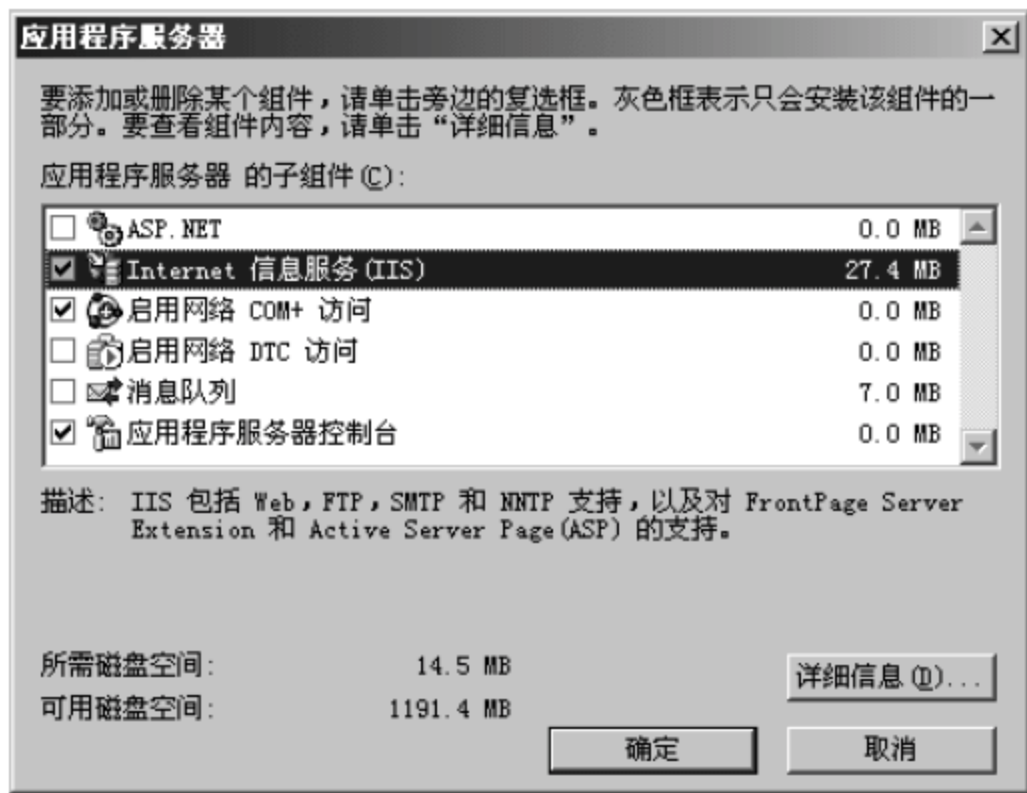 应用程序服务器
要添加或删除某个组件，请单击旁边的复选框。灰色框表示只会安装该组件的一
部分。要查看组件内容，请单击“详细信息”。
应用程序服务器 的子组件(C):
ASP.NET 0.0 MB
Internet 信息服务(IIS) 27.4 MB
启用网络 COM+ 访问 0.0 MB
启用网络 DTC 访问 0.0 MB
消息队列 7.0 MB
应用程序服务器控制台 0.0 MB
描述: IIS 包括 Web，FTP，SMTP 和 NNTP 支持，以及对 FrontPage Server
Extension 和 Active Server Page(ASP) 的支持。
所需磁盘空间: 14.5 MB
详细信息(D)...
可用磁盘空间: 1191.4 MB
确定 取消